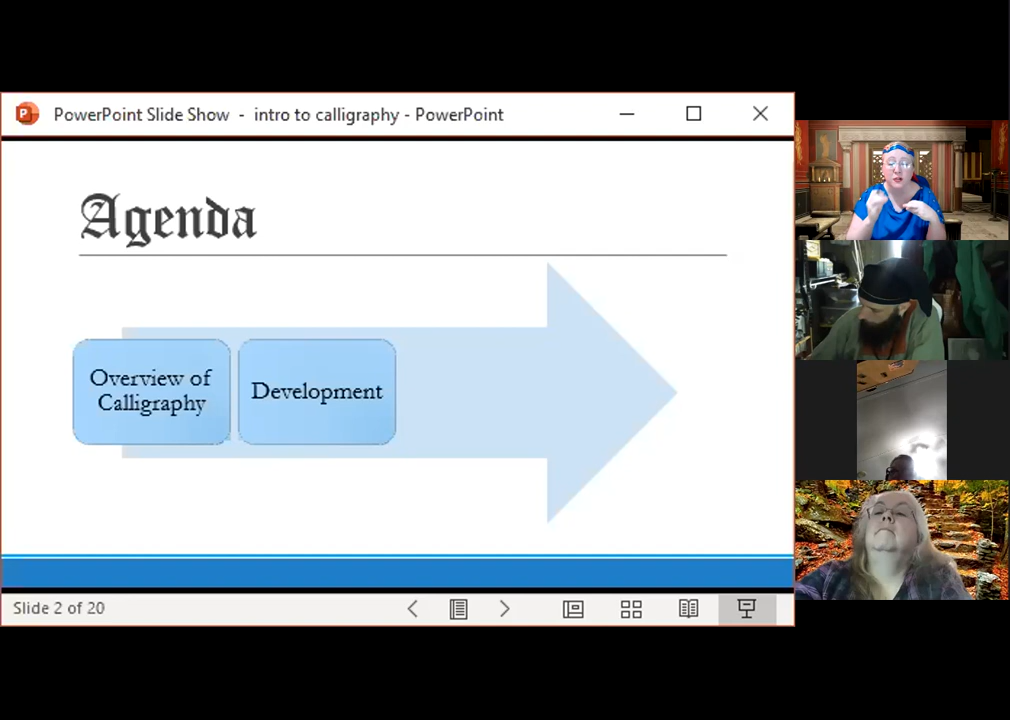 PowerPoint Slide Show - intro to calligraphy - PowerPoint
Agenda
Overview of
Calligraphy
Development
Slide 2 of 20